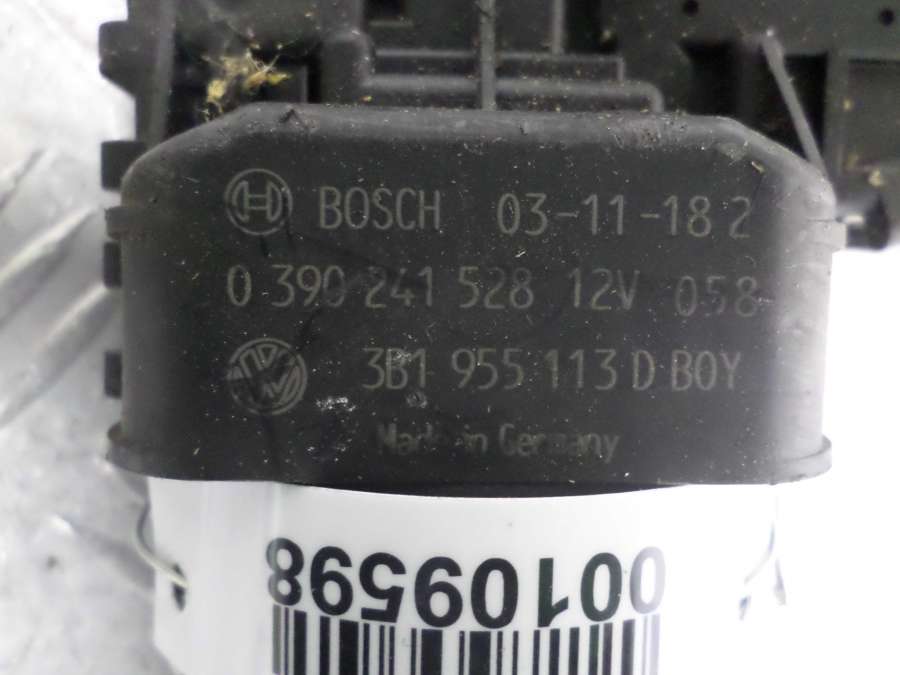 BOSCH 03-11-18 2
0 390 241 528 12V 058
3B1 955 113 D BOY
Made in Germany
00109598